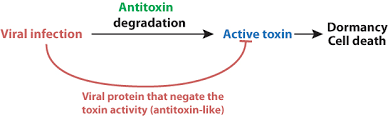 Antitoxin
degradation
Viral infection
Active toxin
Dormancy
Cell death
Viral protein that negate the
toxin activity (antitoxin-like)